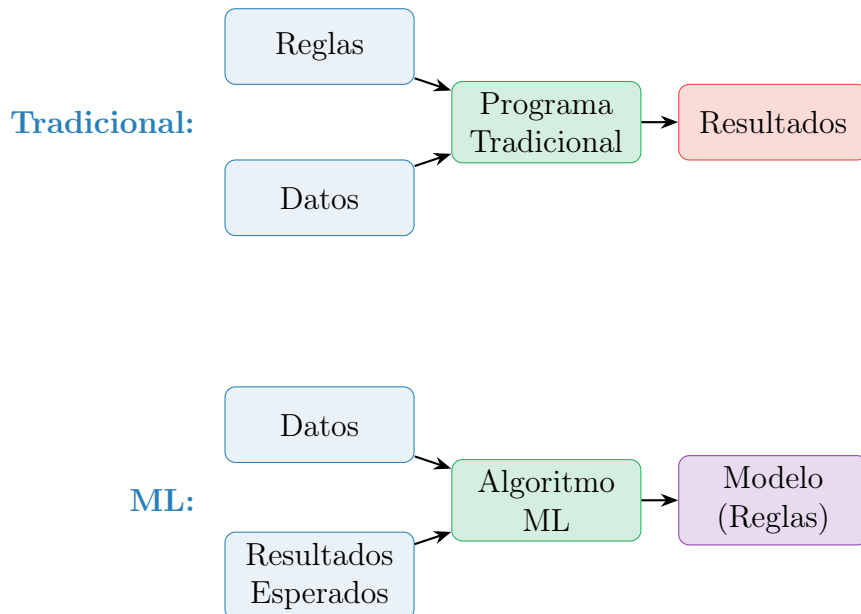 Tradicional:
Reglas
Datos
Programa
Tradicional
Resultados
ML:
Datos
Resultados
Esperados
Algoritmo
ML
Modelo
(Reglas)